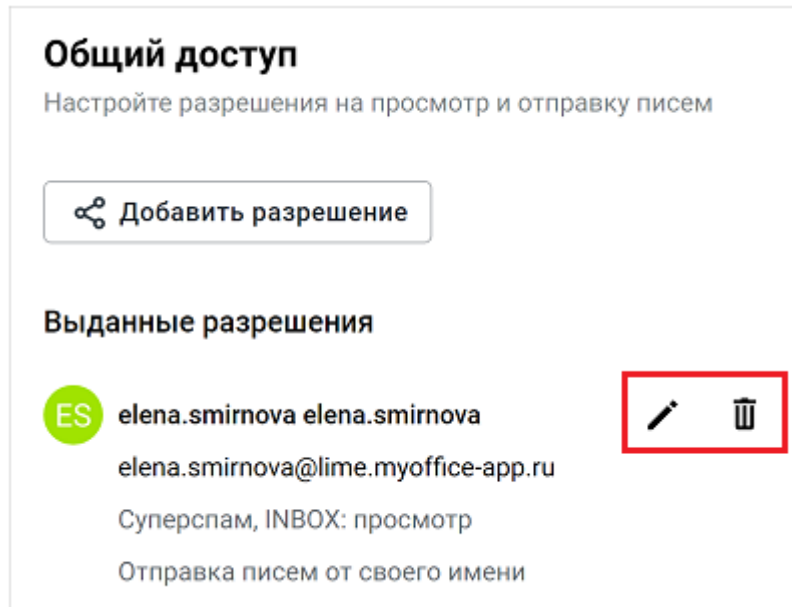 Общий доступ
Настройте разрешения на просмотр и отправку писем
Добавить разрешение
Выданные разрешения
ES elena.smirnova elena.smirnova
elena.smirnova@lime.myoffice-app.ru
Суперспам, INBOX: просмотр
Отправка писем от своего имени